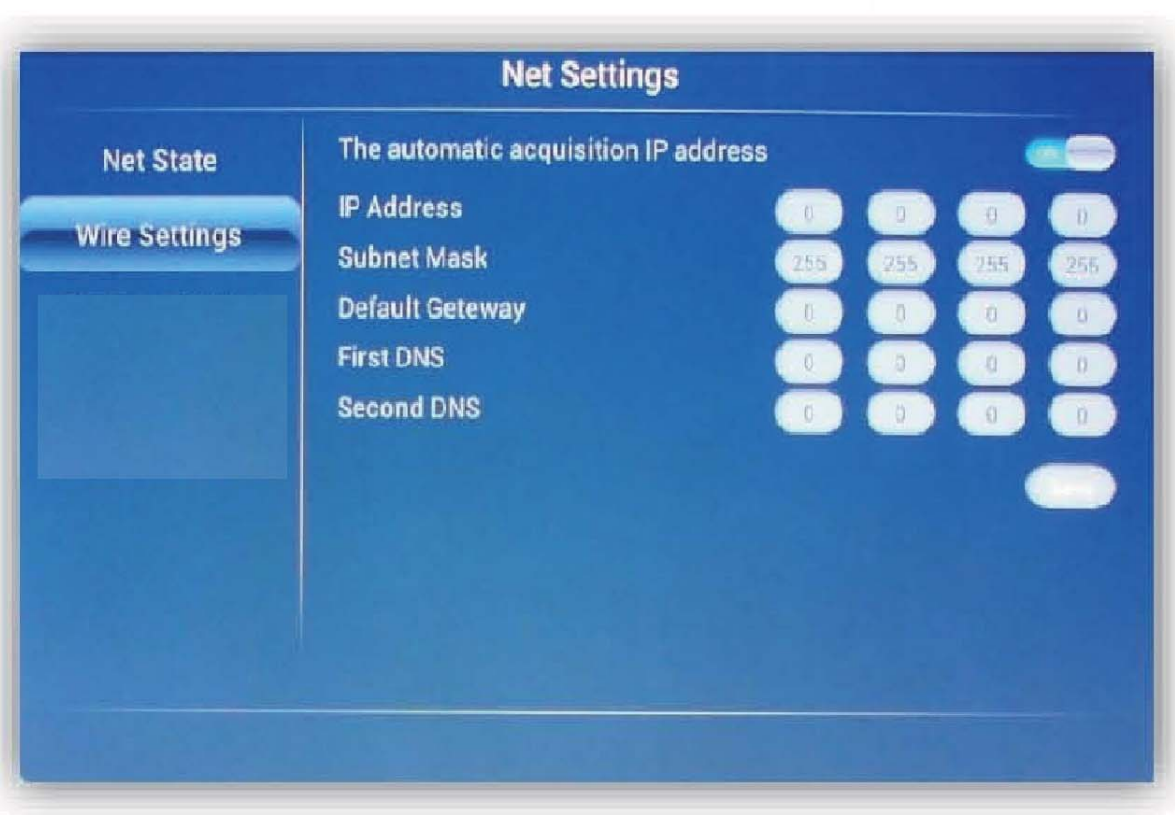 Net Settings
Net State
Wire Settings
The automatic acquisition IP address
IP Address 0 0 0 0
Subnet Mask 255 255 255 255
Default Geteway 0 0 0 0
First DNS 0 0 0 0
Second DNS 0 0 0 0